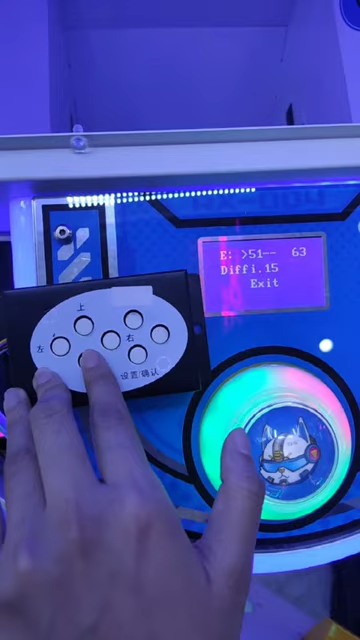 E: >51-- 63
Diffi.15
Exit
上
左
右
设置/确认